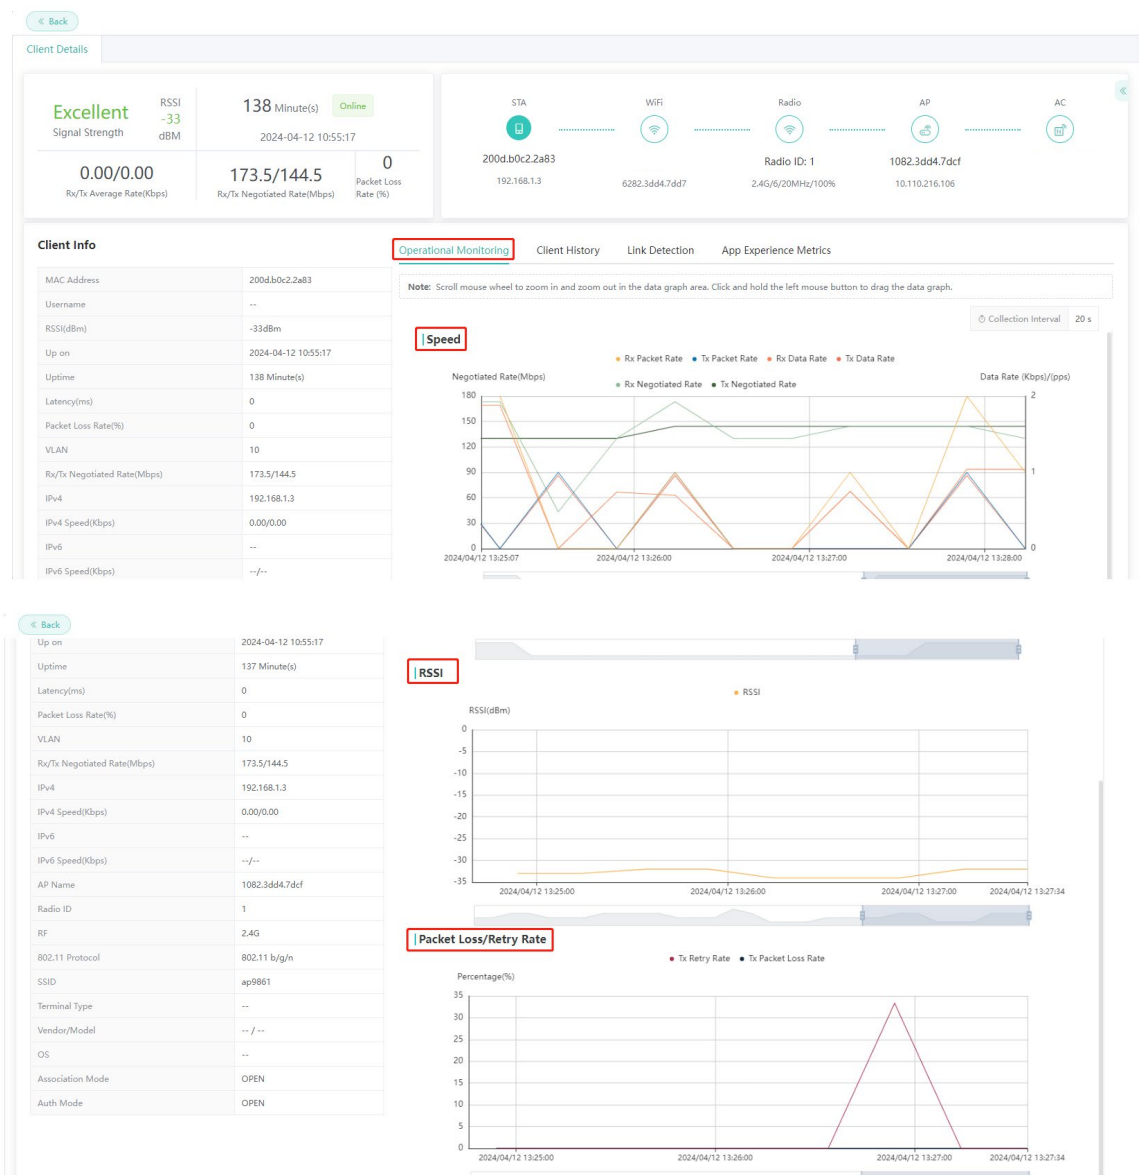 « Back
Client Details
Excellent
Signal Strength
RSSI
-33
dBM
138 Minute(s) Online
2024-04-12 10:55:17
0.00/0.00
Rx/Tx Average Rate(Kbps)
173.5/144.5
Rx/Tx Negotiated Rate(Mbps)
0
Packet Loss
Rate (%)
STA WiFi Radio AP AC
200d.b0c2.2a83 Radio ID: 1 1082.3dd4.7dcf
192.168.1.3 6282.3dd4.7dd7 2.4G/6/20MHz/100% 10.110.216.106
«
Client Info
MAC Address 200d.b0c2.2a83
Username --
RSSI(dBm) -33dBm
Up on 2024-04-12 10:55:17
Uptime 138 Minute(s)
Latency(ms) 0
Packet Loss Rate(%) 0
VLAN 10
Rx/Tx Negotiated Rate(Mbps) 173.5/144.5
IPv4 192.168.1.3
IPv4 Speed(Kbps) 0.00/0.00
IPv6 --
IPv6 Speed(Kbps) --/--
Operational Monitoring Client History Link Detection App Experience Metrics
Note: Scroll mouse wheel to zoom in and zoom out in the data graph area. Click and hold the left mouse button to drag the data graph.
Collection Interval 20 s
Speed
Rx Packet Rate Tx Packet Rate Rx Data Rate Tx Data Rate
Negotiated Rate(Mbps) Rx Negotiated Rate Tx Negotiated Rate Data Rate (Kbps)/(pps)
180 2
150
120
90 1
60
30
0 0
2024/04/12 13:25:07 2024/04/12 13:26:00 2024/04/12 13:27:00 2024/04/12 13:28:00
« Back
Up on 2024-04-12 10:55:17
Uptime 137 Minute(s)
Latency(ms) 0
Packet Loss Rate(%) 0
VLAN 10
Rx/Tx Negotiated Rate(Mbps) 173.5/144.5
IPv4 192.168.1.3
IPv4 Speed(Kbps) 0.00/0.00
IPv6 --
IPv6 Speed(Kbps) --/--
AP Name 1082.3dd4.7dcf
Radio ID 1
RF 2.4G
802.11 Protocol 802.11 b/g/n
SSID ap9861
Terminal Type --
Vendor/Model -- / --
OS --
Association Mode OPEN
Auth Mode OPEN
RSSI
RSSI
RSSI(dBm)
0
-5
-10
-15
-20
-25
-30
-35
2024/04/12 13:25:00 2024/04/12 13:26:00 2024/04/12 13:27:00 2024/04/12 13:27:34
Packet Loss/Retry Rate
Tx Retry Rate Tx Packet Loss Rate
Percentage(%)
35
30
25
20
15
10
5
0
2024/04/12 13:25:00 2024/04/12 13:26:00 2024/04/12 13:27:00 2024/04/12 13:27:34